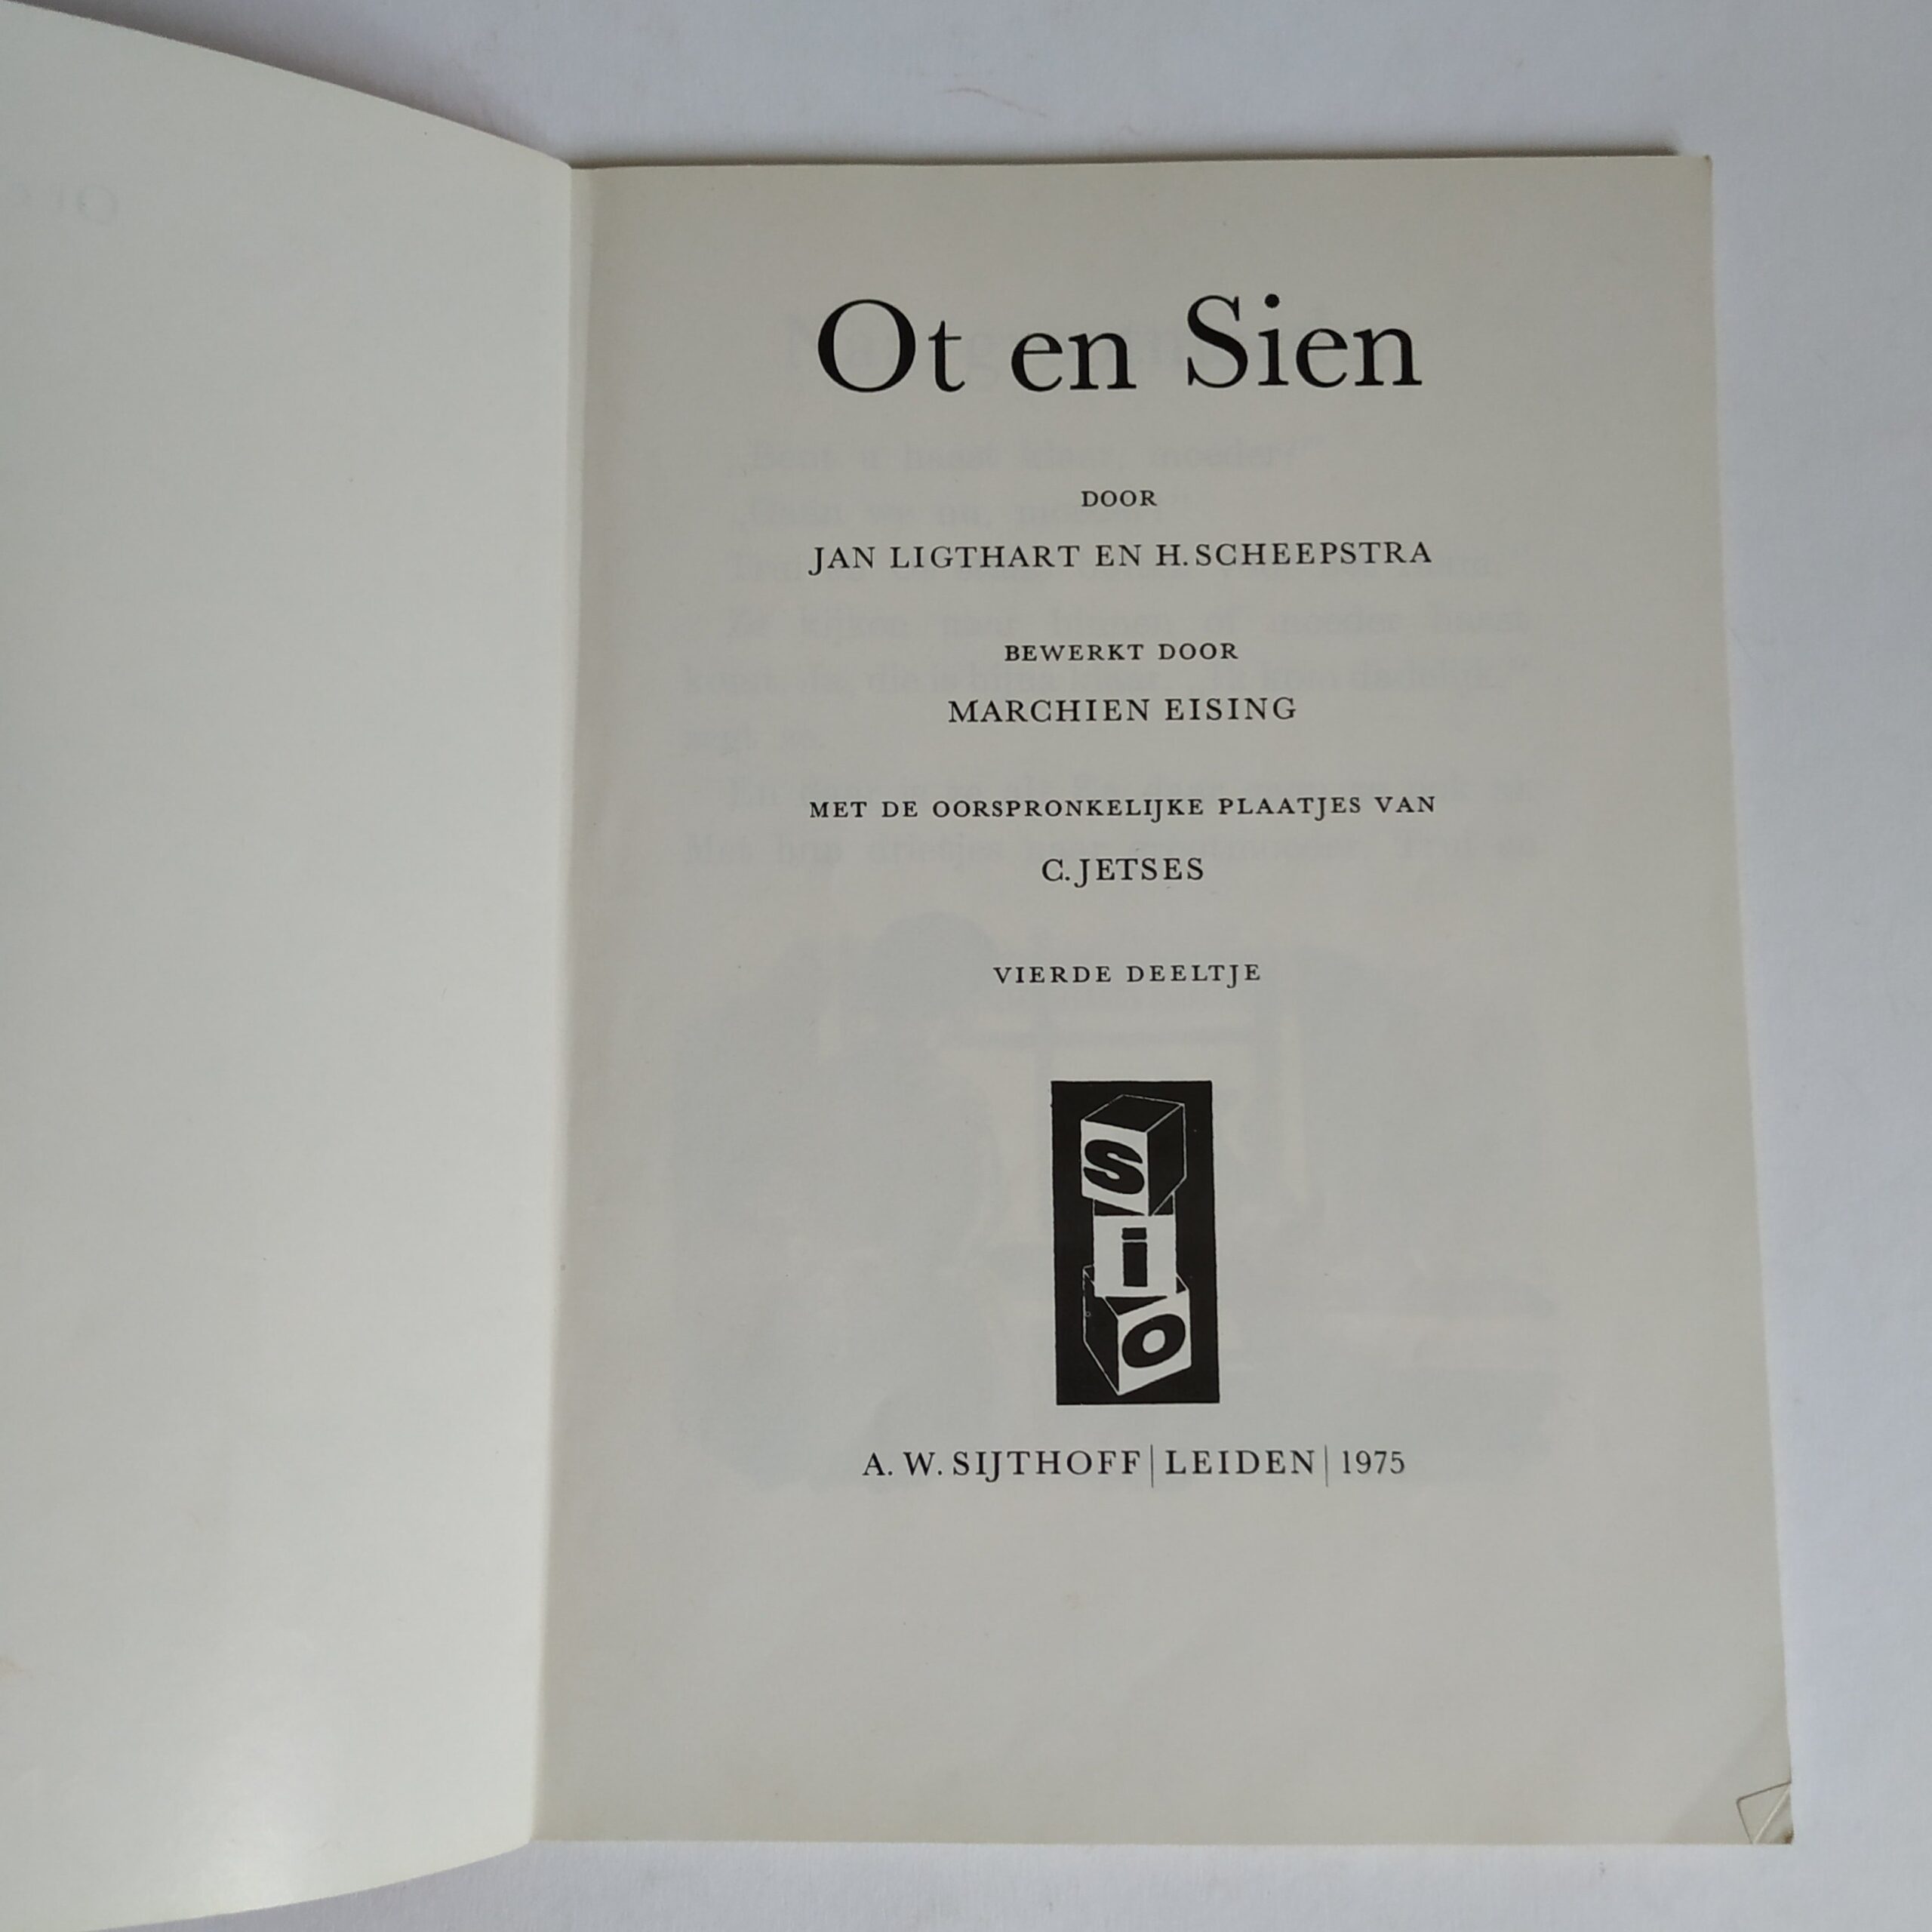 Ot en Sien
DOOR
JAN LIGTHART EN H. SCHEEPSTRA
BEWERKT DOOR
MARCHIEN EISING
MET DE OORSPRONKELIJKE PLAATJES VAN
C. JETSES
VIERDE DEELTJE
S
i
O
A. W. SIJTHOFF | LEIDEN | 1975